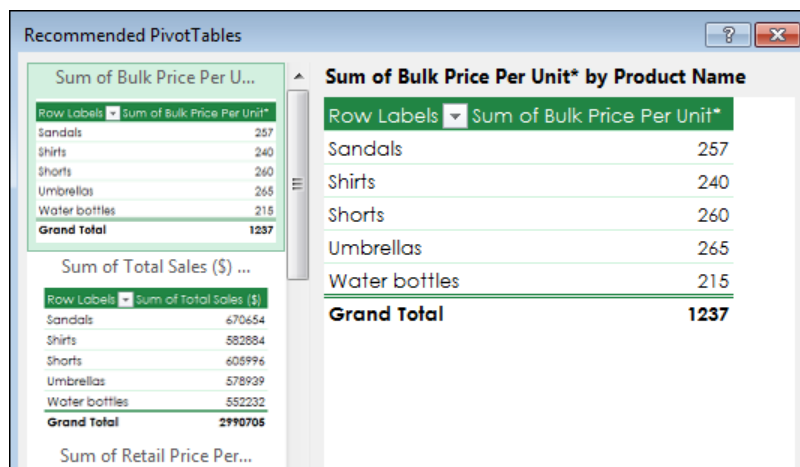 Recommended PivotTables
Sum of Bulk Price Per U...
Row Labels Sum of Bulk Price Per Unit*
Sandals 257
Shirts 240
Shorts 260
Umbrellas 265
Water bottles 215
Grand Total 1237
Sum of Total Sales ($) ...
Row Labels Sum of Total Sales ($)
Sandals 670654
Shirts 582884
Shorts 605996
Umbrellas 578939
Water bottles 552232
Grand Total 2990705
Sum of Retail Price Per...
Sum of Bulk Price Per Unit* by Product Name
Row Labels Sum of Bulk Price Per Unit*
Sandals 257
Shirts 240
Shorts 260
Umbrellas 265
Water bottles 215
Grand Total 1237